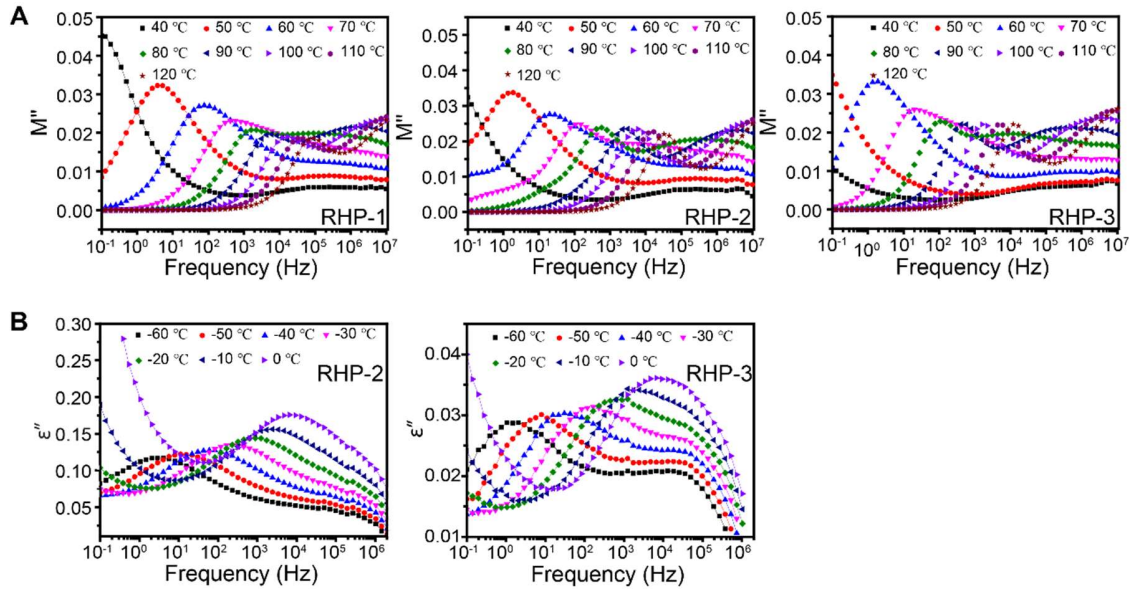 A
40 ℃ 50 ℃ 60 ℃ 70 ℃
80 ℃ 90 ℃ 100 ℃ 110 ℃
120 ℃
M"
0.05
0.04
0.03
0.02
0.01
0.00
RHP-1
10⁻¹ 10⁰ 10¹ 10² 10³ 10⁴ 10⁵ 10⁶ 10⁷
Frequency (Hz)
40 ℃ 50 ℃ 60 ℃ 70 ℃
80 ℃ 90 ℃ 100 ℃ 110 ℃
120 ℃
M"
0.05
0.04
0.03
0.02
0.01
0.00
RHP-2
10⁻¹ 10⁰ 10¹ 10² 10³ 10⁴ 10⁵ 10⁶ 10⁷
Frequency (Hz)
40 ℃ 50 ℃ 60 ℃ 70 ℃
80 ℃ 90 ℃ 100 ℃ 110 ℃
120 ℃
M"
0.05
0.04
0.03
0.02
0.01
0.00
RHP-3
10⁻¹ 10⁰ 10¹ 10² 10³ 10⁴ 10⁵ 10⁶ 10⁷
Frequency (Hz)
B
-60 ℃ -50 ℃ -40 ℃ -30 ℃
-20 ℃ -10 ℃ 0 ℃
RHP-2
ε"
0.30
0.25
0.20
0.15
0.10
0.05
10⁻¹ 10⁰ 10¹ 10² 10³ 10⁴ 10⁵ 10⁶
Frequency (Hz)
-60 ℃ -50 ℃ -40 ℃ -30 ℃
-20 ℃ -10 ℃ 0 ℃
RHP-3
ε"
0.04
0.03
0.02
0.01
10⁻¹ 10⁰ 10¹ 10² 10³ 10⁴ 10⁵ 10⁶
Frequency (Hz)